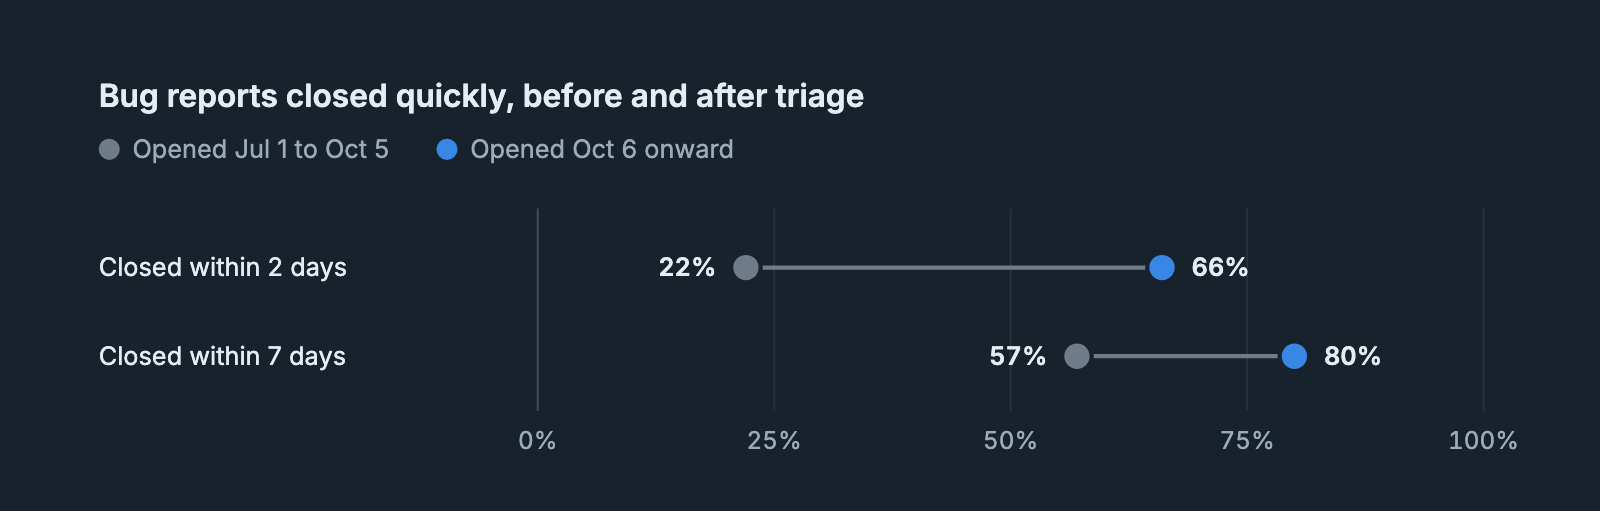 Bug reports closed quickly, before and after triage
Opened Jul 1 to Oct 5 Opened Oct 6 onward
Closed within 2 days 22% 66%
Closed within 7 days 57% 80%
0% 25% 50% 75% 100%